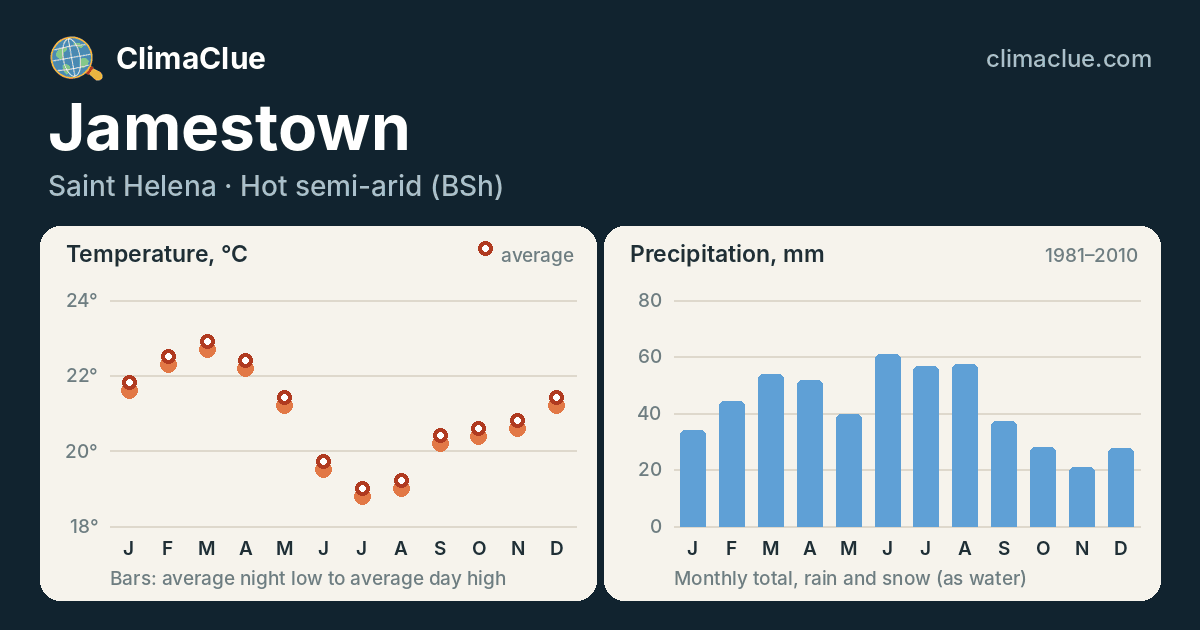 ClimaClue
climaclue.com
Jamestown
Saint Helena · Hot semi-arid (BSh)
Temperature, °C
average
24°
22°
20°
18°
J F M A M J J A S O N D
Bars: average night low to average day high
Precipitation, mm
1981–2010
80
60
40
20
0
J F M A M J J A S O N D
Monthly total, rain and snow (as water)